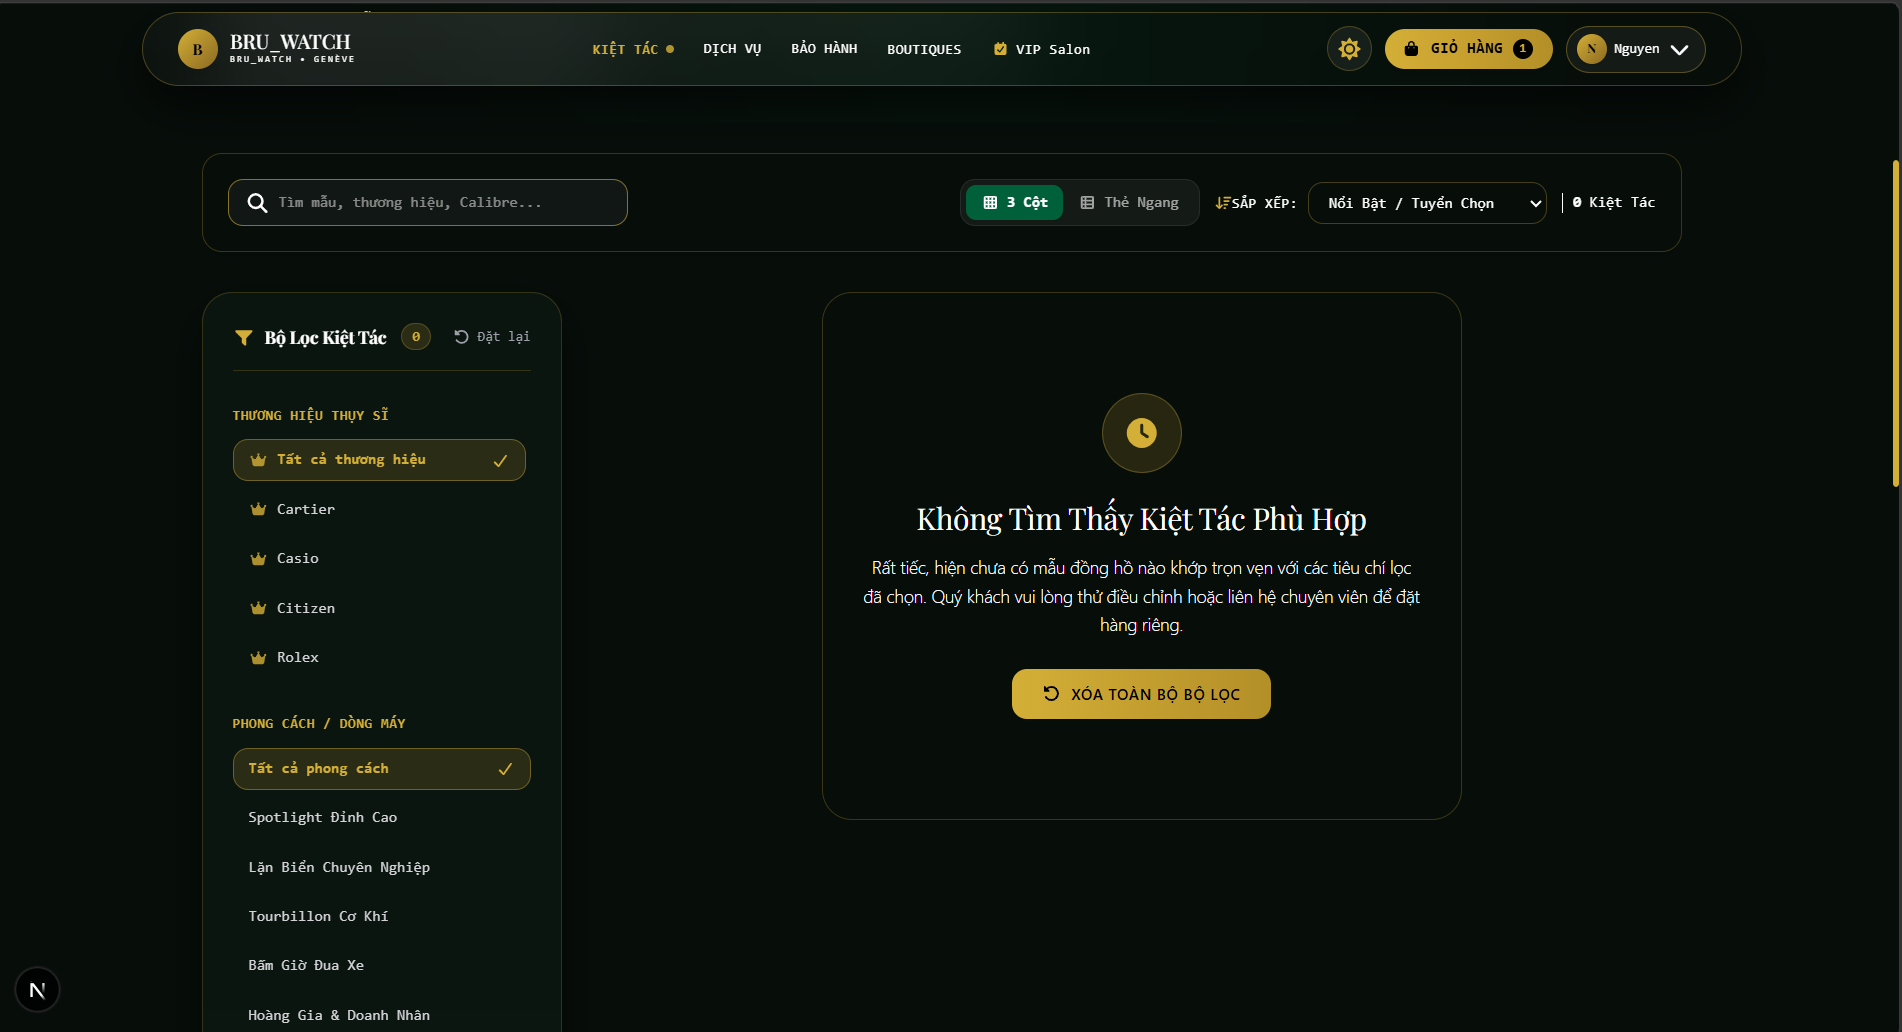 B
BRU_WATCH
BRU_WATCH • GENÈVE
KIỆT TÁC
DỊCH VỤ
BẢO HÀNH
BOUTIQUES
VIP Salon
GIỎ HÀNG 1
N Nguyen
Tìm mẫu, thương hiệu, Calibre...
3 Cột
Thẻ Ngang
SẮP XẾP:
Nổi Bật / Tuyển Chọn
0 Kiệt Tác
Bộ Lọc Kiệt Tác 0
Đặt lại
THƯƠNG HIỆU THỤY SĨ
Tất cả thương hiệu
Cartier
Casio
Citizen
Rolex
PHONG CÁCH / DÒNG MÁY
Tất cả phong cách
Spotlight Đỉnh Cao
Lặn Biển Chuyên Nghiệp
Tourbillon Cơ Khí
Bấm Giờ Đua Xe
Hoàng Gia & Doanh Nhân
Không Tìm Thấy Kiệt Tác Phù Hợp
Rất tiếc, hiện chưa có mẫu đồng hồ nào khớp trọn vẹn với các tiêu chí lọc
đã chọn. Quý khách vui lòng thử điều chỉnh hoặc liên hệ chuyên viên để đặt
hàng riêng.
XÓA TOÀN BỘ BỘ LỌC
N